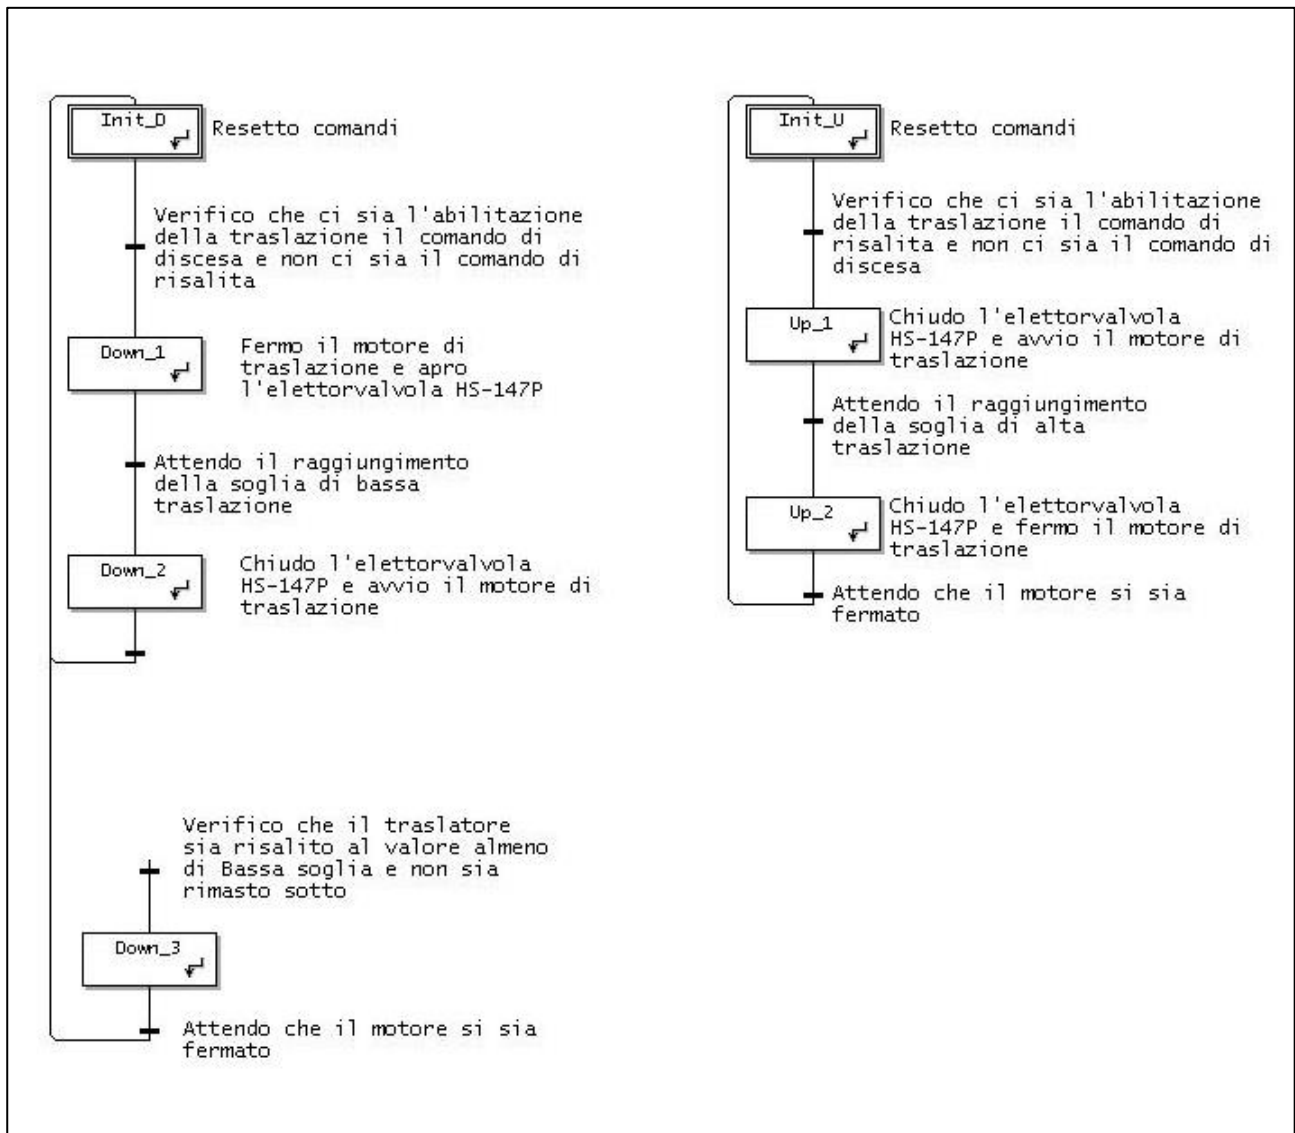 Init_D
Resetto comandi
Verifico che ci sia l'abilitazione
della traslazione il comando di
discesa e non ci sia il comando di
risalita
Down_1
Fermo il motore di
traslazione e apro
l'elettorvalvola HS-147P
Attendo il raggiungimento
della soglia di bassa
traslazione
Down_2
Chiudo l'elettorvalvola
HS-147P e avvio il motore di
traslazione
Verifico che il traslatore
sia risalito al valore almeno
di Bassa soglia e non sia
rimasto sotto
Down_3
Attendo che il motore si sia
fermato
Init_U
Resetto comandi
Verifico che ci sia l'abilitazione
della traslazione il comando di
risalita e non ci sia il comando di
discesa
Up_1
Chiudo l'elettorvalvola
HS-147P e avvio il motore di
traslazione
Attendo il raggiungimento
della soglia di alta
traslazione
Up_2
Chiudo l'elettorvalvola
HS-147P e fermo il motore di
traslazione
Attendo che il motore si sia
fermato